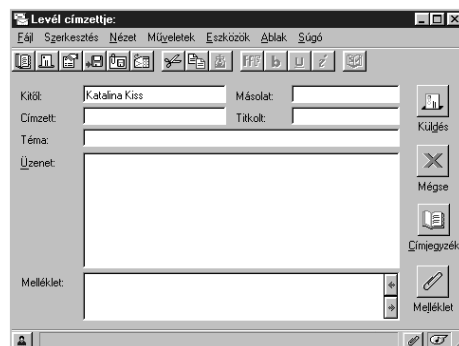 Levél címzettje:
Fájl Szerkesztés Nézet Műveletek Eszközök Ablak Súgó
Kitől: Katalina Kiss Másolat:
Címzett: Titkolt:
Téma:
Üzenet:
Küldés
Mégse
Címjegyzék
Melléklet: Melléklet